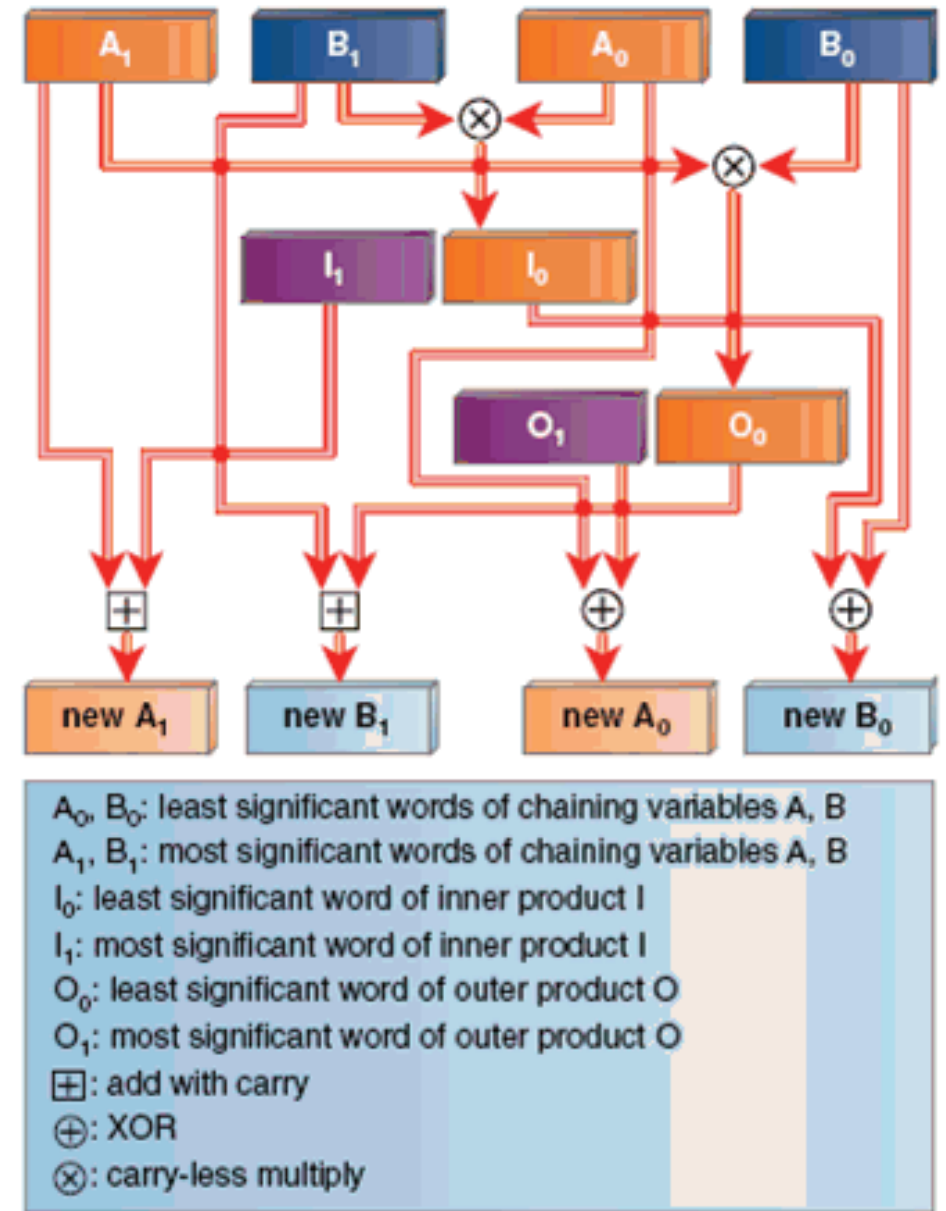 A₁ B₁ A₀ B₀
⊗
⊗
I₁ I₀
O₁ O₀
⊞ ⊞ ⊕ ⊕
new A₁ new B₁ new A₀ new B₀
A₀, B₀: least significant words of chaining variables A, B
A₁, B₁: most significant words of chaining variables A, B
I₀: least significant word of inner product I
I₁: most significant word of inner product I
O₀: least significant word of outer product O
O₁: most significant word of outer product O
⊞: add with carry
⊕: XOR
⊗: carry-less multiply